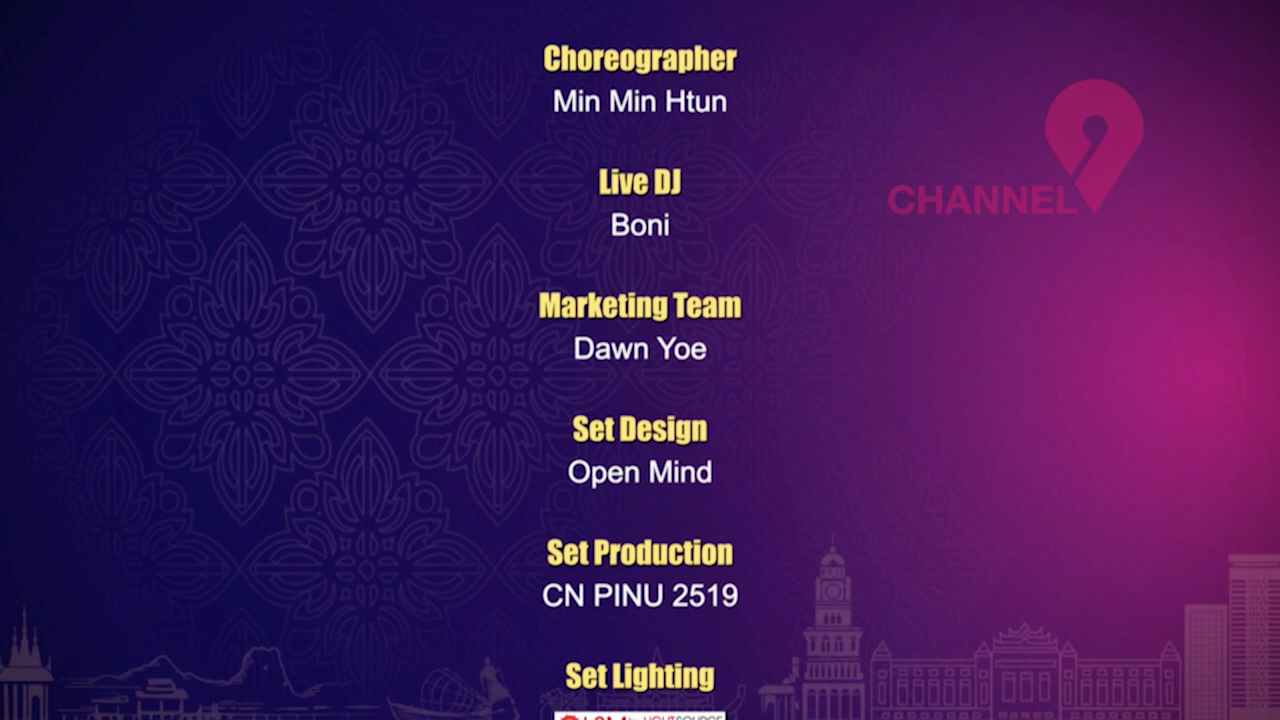 Choreographer
Min Min Htun
CHANNEL 9
Live DJ
Boni
Marketing Team
Dawn Yoe
Set Design
Open Mind
Set Production
CN PINU 2519
Set Lighting